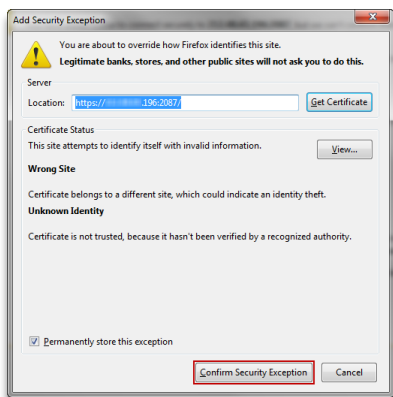 Add Security Exception
You are about to override how Firefox identifies this site.
Legitimate banks, stores, and other public sites will not ask you to do this.
Server
Location: https:// .196:2087/ Get Certificate
Certificate Status
This site attempts to identify itself with invalid information. View...
Wrong Site
Certificate belongs to a different site, which could indicate an identity theft.
Unknown Identity
Certificate is not trusted, because it hasn't been verified by a recognized authority.
Permanently store this exception
Confirm Security Exception Cancel